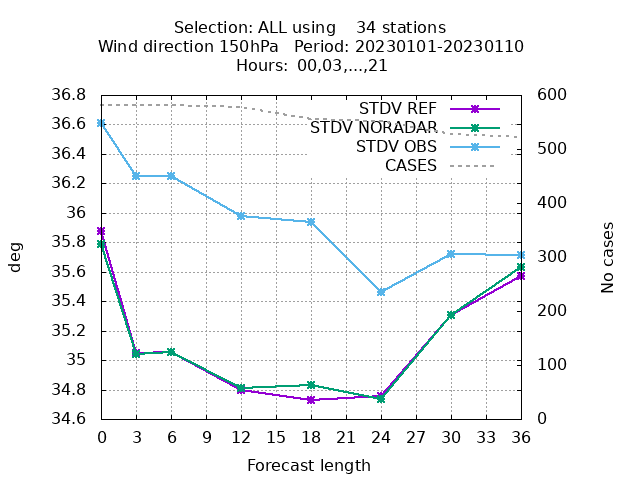 Selection: ALL using    34 stations
Wind direction 150hPa   Period: 20230101-20230110
Hours: 00,03,...,21
36.8
36.6
36.4
36.2
36
35.8
35.6
35.4
35.2
35
34.8
34.6
deg
STDV REF
STDV NORADAR
STDV OBS
CASES
600
500
400
300
200
100
0
No cases
0 3 6 9 12 15 18 21 24 27 30 33 36
Forecast length